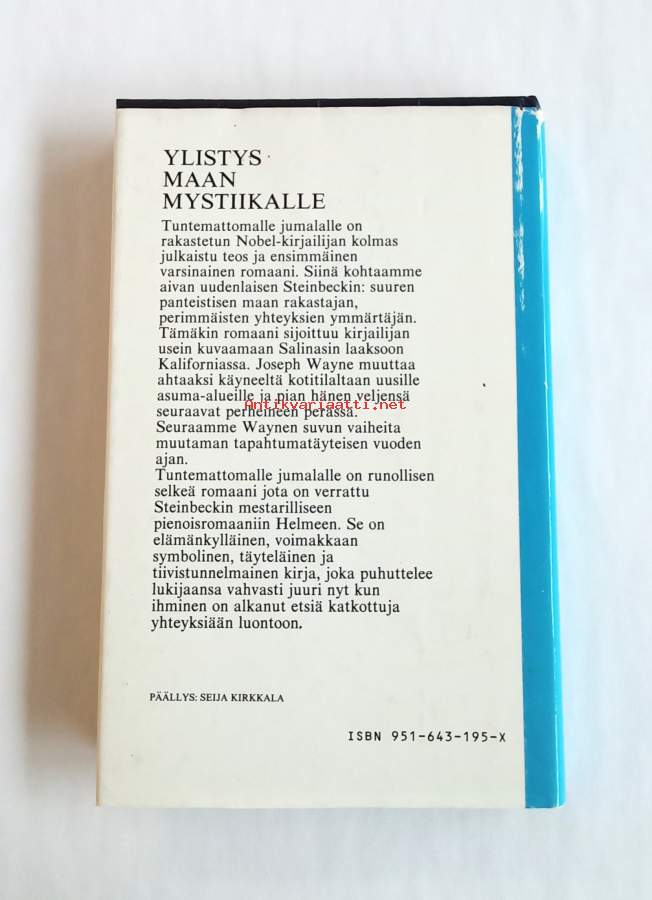 YLISTYS
MAAN
MYSTIIKALLE
Tuntemattomalle jumalalle on
rakastetun Nobel-kirjailijan kolmas
julkaistu teos ja ensimmäinen
varsinainen romaani. Siinä kohtaamme
aivan uudenlaisen Steinbeckin: suuren
panteistisen maan rakastajan,
perimmäisten yhteyksien ymmärtäjän.
Tämäkin romaani sijoittuu kirjailijan
usein kuvaamaan Salinasin laaksoon
Kaliforniassa. Joseph Wayne muuttaa
ahtaaksi käyneeltä kotitilaltaan uusille
asuma-alueille ja pian hänen veljensä
Antikvariaatti.net
seuraavat perheineen perässä.
Seuraamme Waynen suvun vaiheita
muutaman tapahtumatäyteisen vuoden
ajan.
Tuntemattomalle jumalalle on runollisen
selkeä romaani jota on verrattu
Steinbeckin mestarilliseen
pienoisromaaniin Helmeen. Se on
elämänkylläinen, voimakkaan
symbolinen, täyteläinen ja
tiivistunnelmainen kirja, joka puhuttelee
lukijaansa vahvasti juuri nyt kun
ihminen on alkanut etsiä katkottuja
yhteyksiään luontoon.
PÄÄLLYS: SEIJA KIRKKALA
ISBN 951-643-195-X